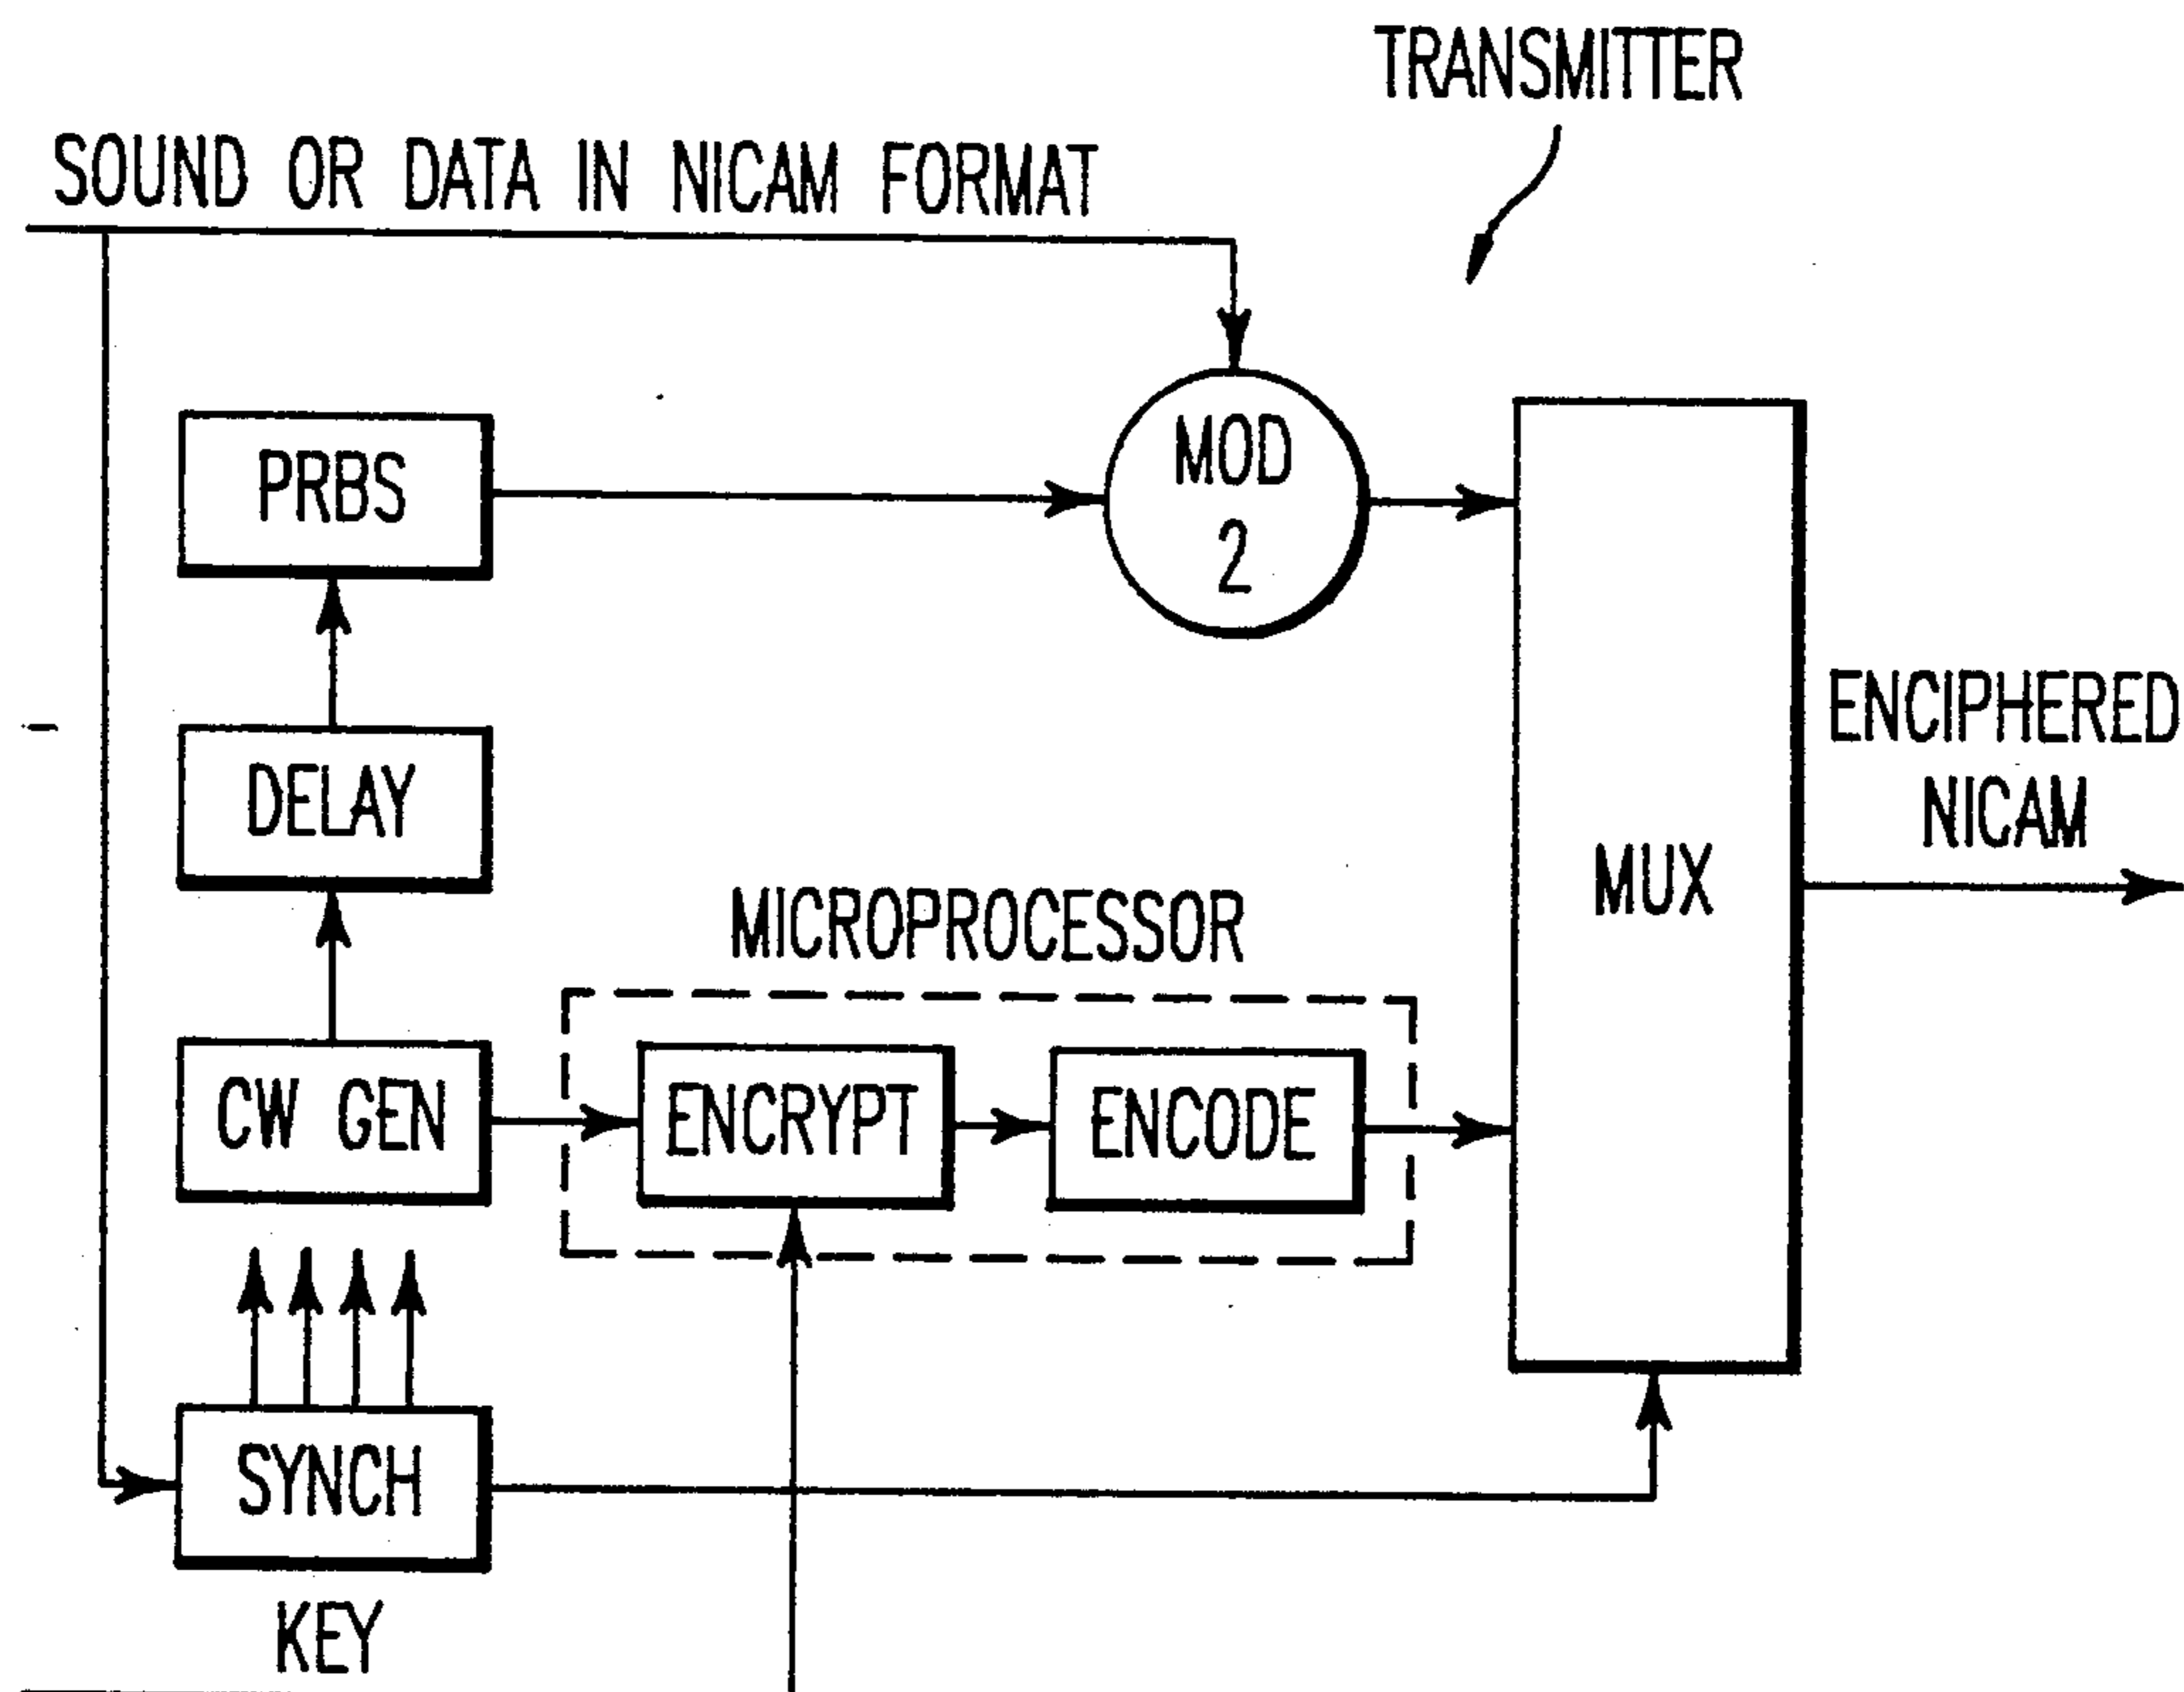 TRANSMITTER
SOUND OR DATA IN NICAM FORMAT
PRBS
MOD
2
DELAY
ENCIPHERED
NICAM
MUX
MICROPROCESSOR
CW GEN
ENCRYPT
ENCODE
SYNCH
KEY